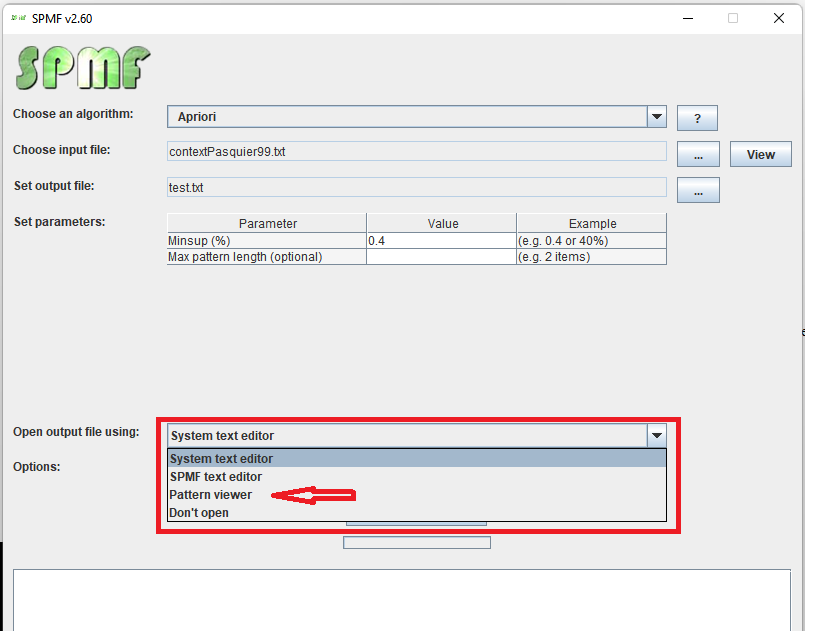 SPMF v2.60
SPMF
Choose an algorithm: Apriori ?
Choose input file: contextPasquier99.txt ... View
Set output file: test.txt ...
Set parameters: Parameter Value Example
Minsup (%) 0.4 (e.g. 0.4 or 40%)
Max pattern length (optional) (e.g. 2 items)
Open output file using: System text editor
System text editor
Options:
SPMF text editor
Pattern viewer
Don't open